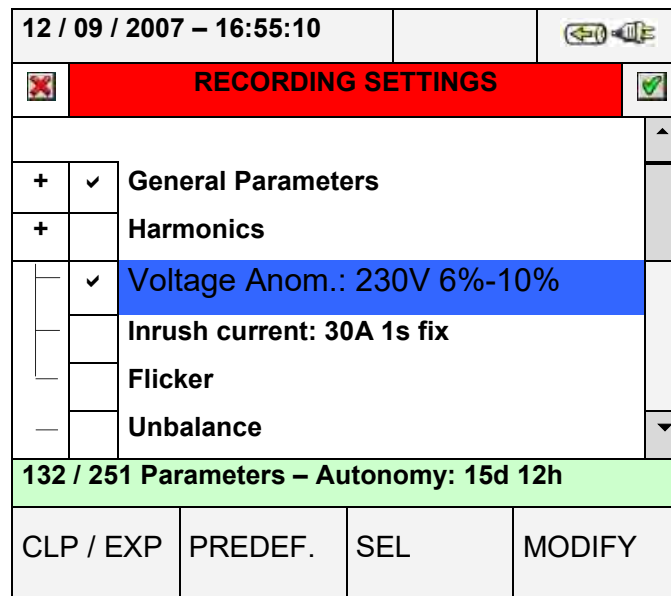 12 / 09 / 2007 – 16:55:10
RECORDING SETTINGS
+ General Parameters
+ Harmonics
Voltage Anom.: 230V 6%-10%
Inrush current: 30A 1s fix
Flicker
Unbalance
132 / 251 Parameters – Autonomy: 15d 12h
CLP / EXP PREDEF. SEL MODIFY